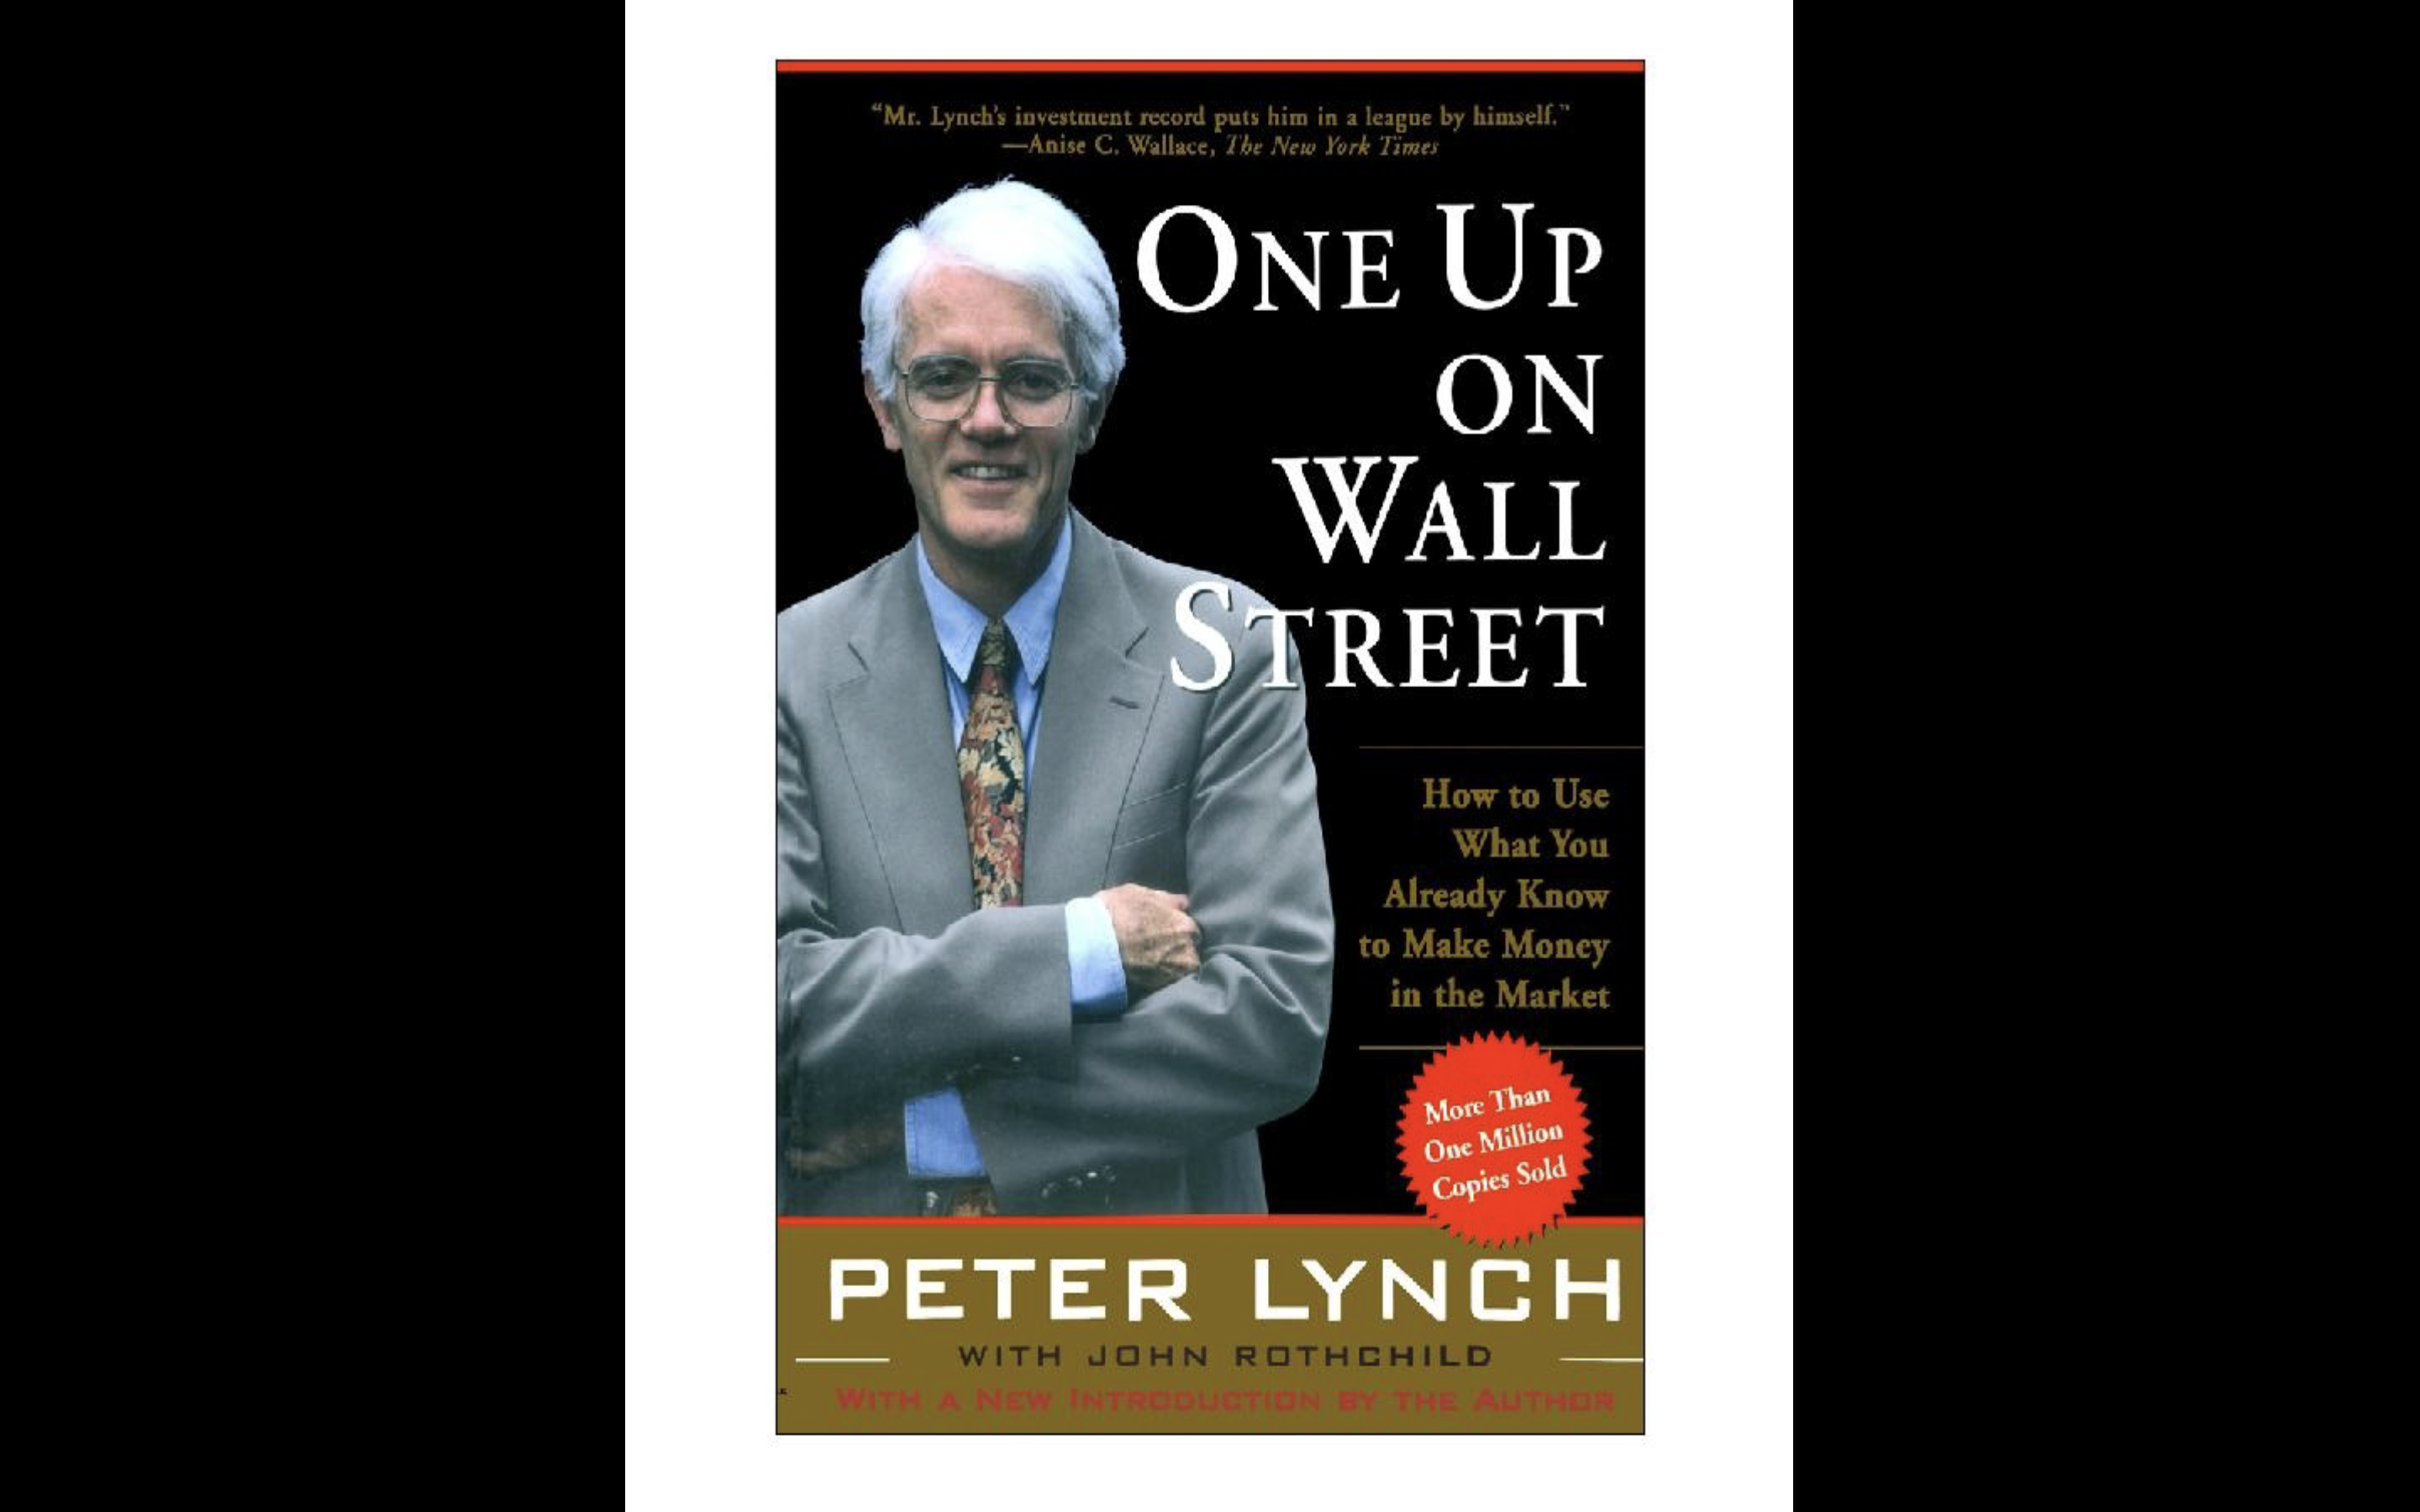 “Mr. Lynch’s investment record puts him in a league by himself.”
—Anise C. Wallace, The New York Times
ONE UP
ON
WALL
STREET
How to Use
What You
Already Know
to Make Money
in the Market
More Than
One Million
Copies Sold
PETER LYNCH
WITH JOHN ROTHCHILD
WITH A NEW INTRODUCTION BY THE AUTHOR